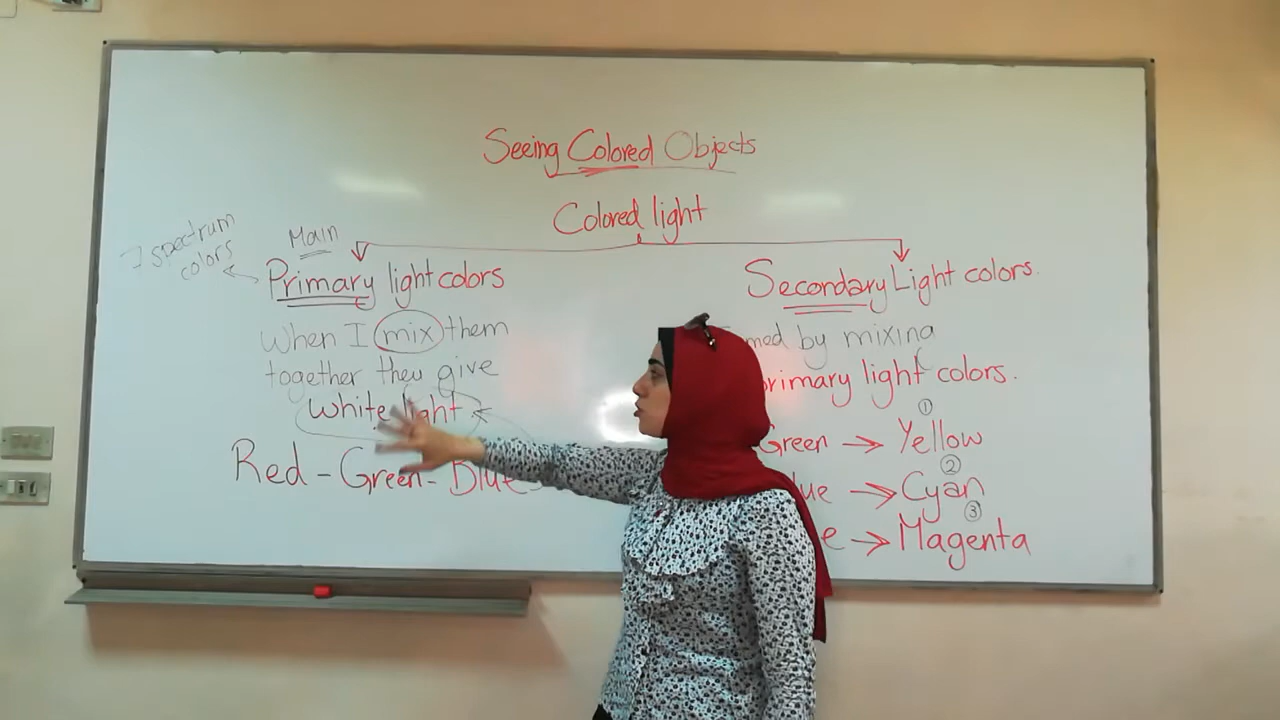 Seeing Colored Objects
Colored light
Main
7 spectrum
colors
Primary light colors
When I mix them
together they give
white light
Red - Green - Blue
Secondary Light colors.
by mixing
primary light colors.
Green → Yellow ①
→ Cyan ②
→ Magenta ③